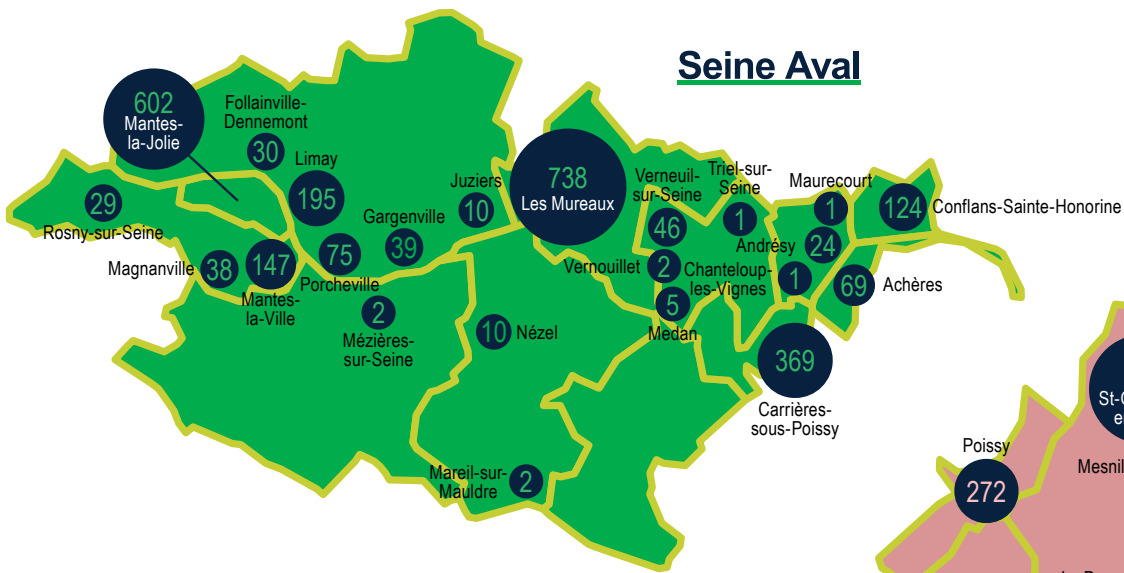 Seine Aval
602
Mantes-
la-Jolie
Follainville-
Dennemont
30
Limay
195
29
Rosny-sur-Seine
Magnanville
38
147
Mantes-
la-Ville
75
Porcheville
Gargenville
39
Juziers
10
738
Les Mureaux
2
Mézières-
sur-Seine
10
Nézel
Mareil-sur-
Mauldre
2
Verneuil-
sur-Seine
46
Vernouillet
2
5
Medan
Triel-sur-
Seine
1
Chanteloup-
les-Vignes
1
Maurecourt
1
Andrésy
24
124
Conflans-Sainte-Honorine
69
Achères
369
Carrières-
sous-Poissy
Poissy
272
Mesnil